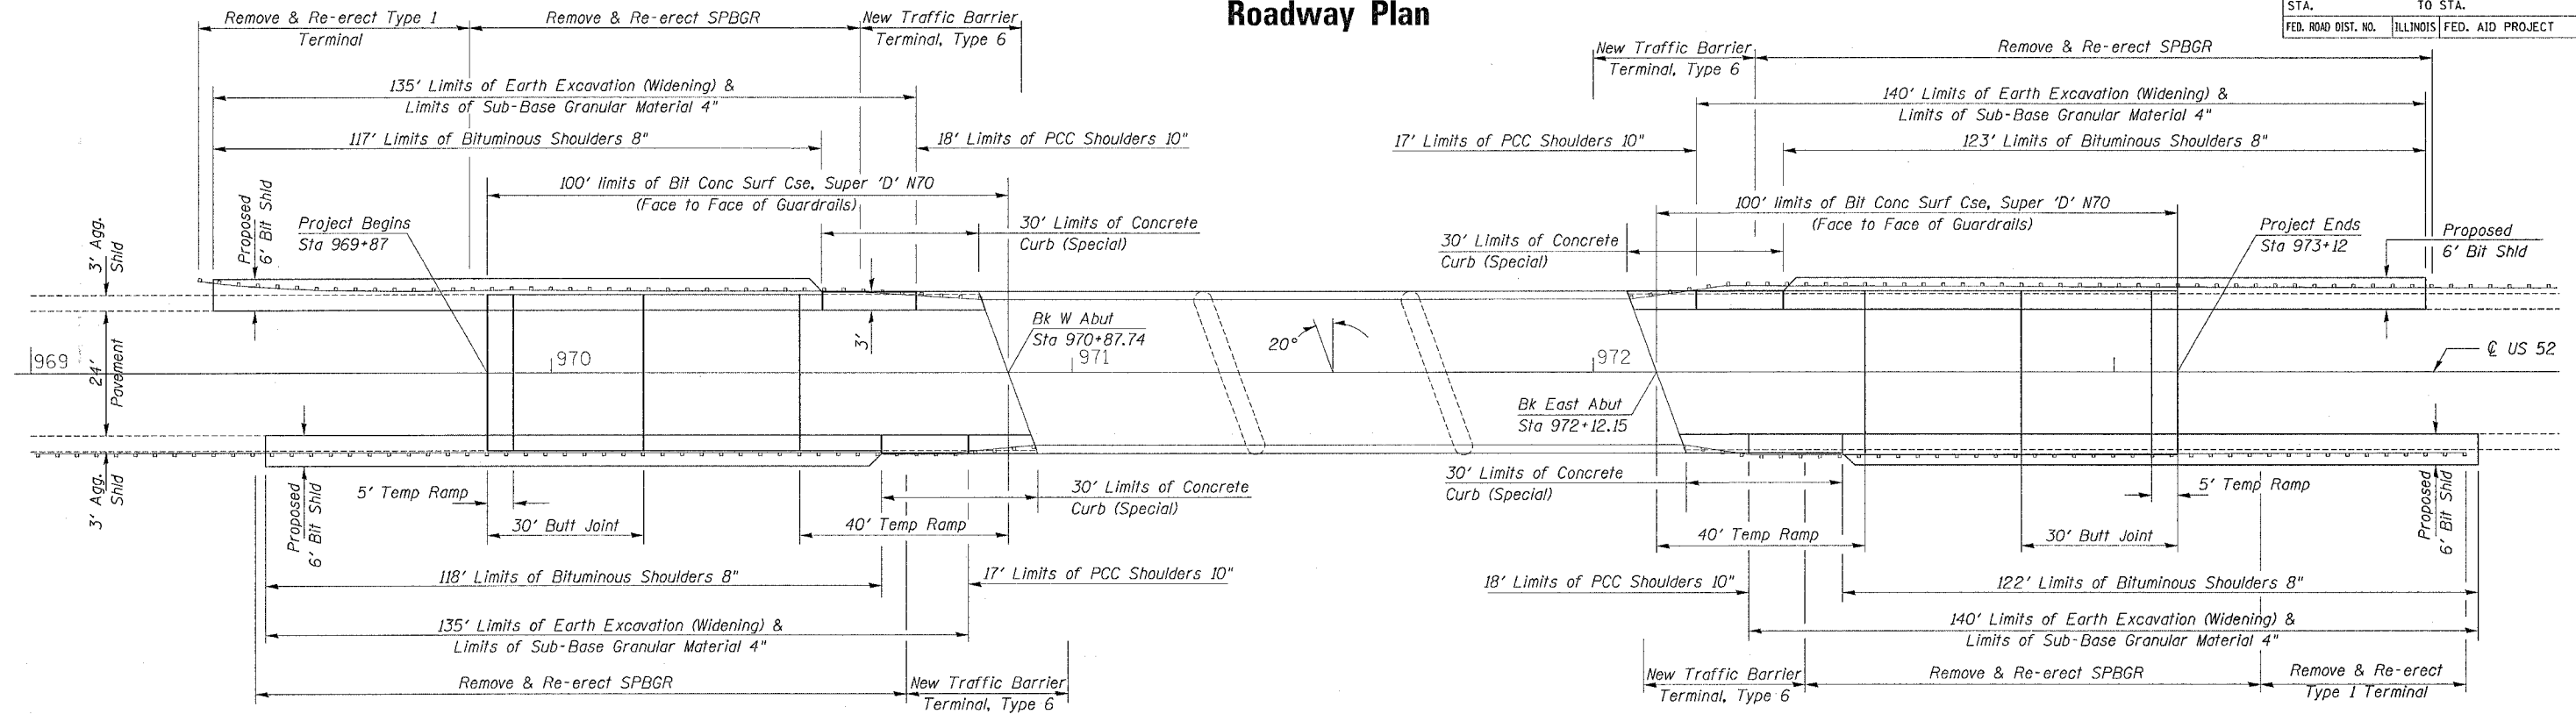 Roadway Plan
STA. TO STA.
FED. ROAD DIST. NO. ILLINOIS FED. AID PROJECT
Remove & Re-erect Type 1
Terminal
Remove & Re-erect SPBGR
New Traffic Barrier
Terminal, Type 6
135' Limits of Earth Excavation (Widening) &
Limits of Sub-Base Granular Material 4"
117' Limits of Bituminous Shoulders 8"
18' Limits of PCC Shoulders 10"
100' limits of Bit Conc Surf Cse, Super 'D' N70
(Face to Face of Guardrails)
Project Begins
Sta 969+87
30' Limits of Concrete
Curb (Special)
Proposed
6' Bit Shld
3' Agg.
Shld
New Traffic Barrier
Terminal, Type 6
Remove & Re-erect SPBGR
140' Limits of Earth Excavation (Widening) &
Limits of Sub-Base Granular Material 4"
17' Limits of PCC Shoulders 10"
123' Limits of Bituminous Shoulders 8"
100' limits of Bit Conc Surf Cse, Super 'D' N70
(Face to Face of Guardrails)
30' Limits of Concrete
Curb (Special)
Project Ends
Sta 973+12
Proposed
6' Bit Shld
969
24'
Pavement
970
3'
Bk W Abut
Sta 970+87.74
971
20°
972
Bk East Abut
Sta 972+12.15
℄ US 52
3' Agg.
Shld
Proposed
6' Bit Shld
5' Temp Ramp
30' Butt Joint
40' Temp Ramp
30' Limits of Concrete
Curb (Special)
118' Limits of Bituminous Shoulders 8"
17' Limits of PCC Shoulders 10"
135' Limits of Earth Excavation (Widening) &
Limits of Sub-Base Granular Material 4"
Remove & Re-erect SPBGR
New Traffic Barrier
Terminal, Type 6
30' Limits of Concrete
Curb (Special)
40' Temp Ramp
30' Butt Joint
5' Temp Ramp
Proposed
6' Bit Shld
18' Limits of PCC Shoulders 10"
122' Limits of Bituminous Shoulders 8"
140' Limits of Earth Excavation (Widening) &
Limits of Sub-Base Granular Material 4"
New Traffic Barrier
Terminal, Type 6
Remove & Re-erect SPBGR
Remove & Re-erect
Type 1 Terminal